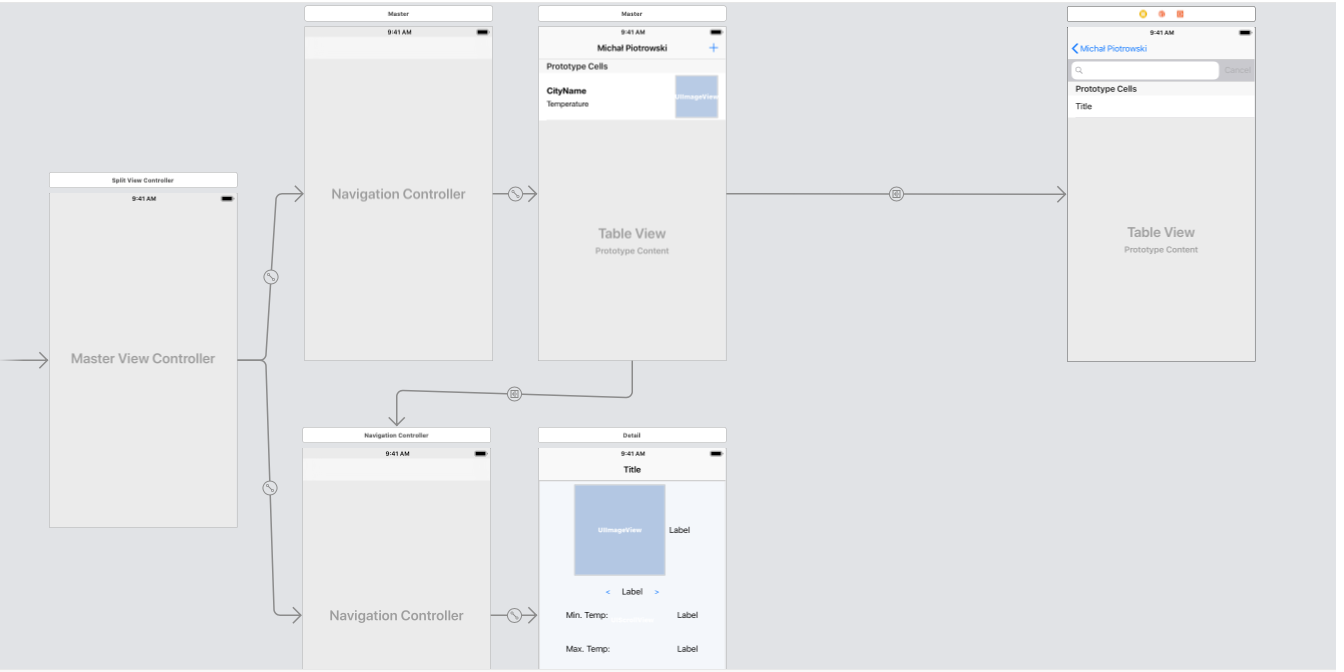 Master
9:41 AM
Navigation Controller
Master
9:41 AM
Michał Piotrowski
+
Prototype Cells
CityName
Temperature
UIImageView
Table View
Prototype Content
9:41 AM
Michał Piotrowski
Cancel
Prototype Cells
Title
Table View
Prototype Content
Split View Controller
9:41 AM
Master View Controller
Navigation Controller
9:41 AM
Navigation Controller
Detail
9:41 AM
Title
UIImageView
Label
< Label >
Min. Temp: Label
Max. Temp: Label